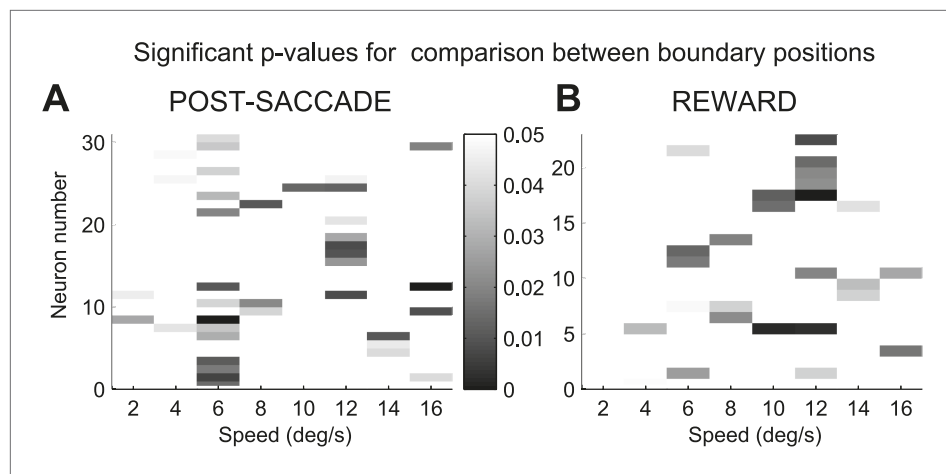 Significant p-values for comparison between boundary positions
A POST-SACCADE
B REWARD
Neuron number
30
20
10
0
2 4 6 8 10 12 14 16
Speed (deg/s)
0.05
0.04
0.03
0.02
0.01
0
20
15
10
5
0
2 4 6 8 10 12 14 16
Speed (deg/s)